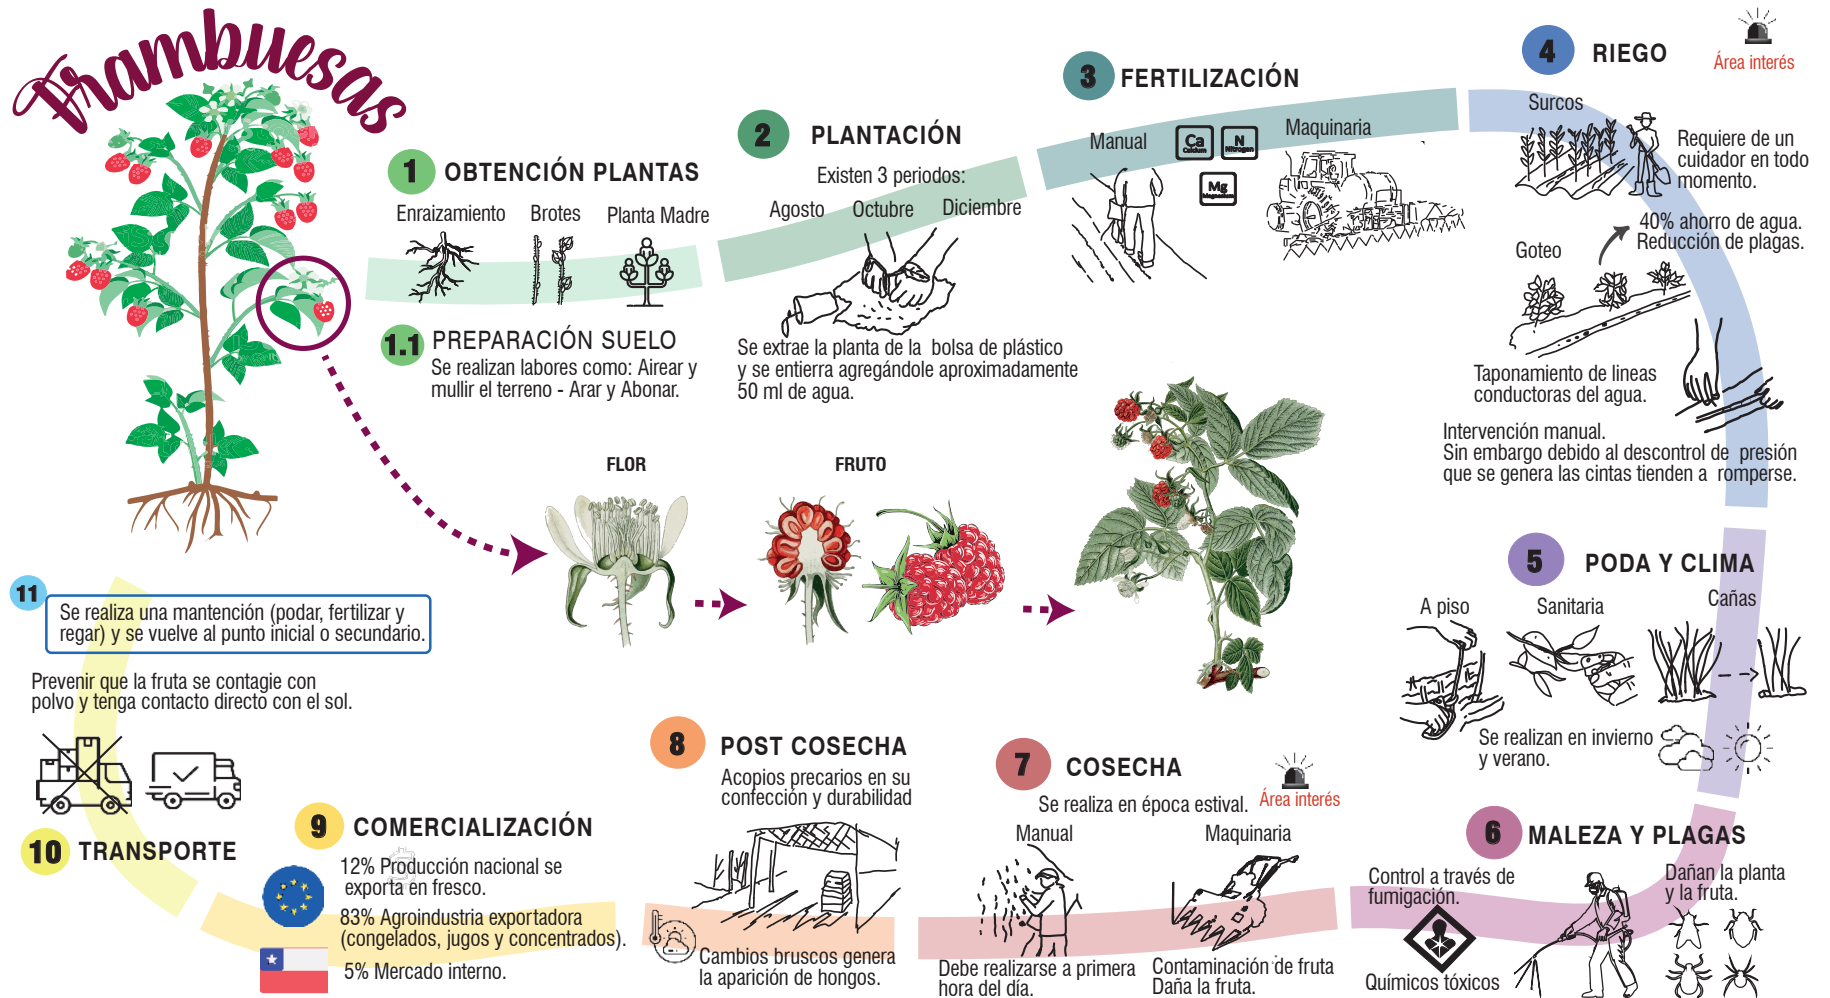 Frambuesas
1 OBTENCIÓN PLANTAS
Enraizamiento Brotes Planta Madre
1.1 PREPARACIÓN SUELO
Se realizan labores como: Airear y
mullir el terreno - Arar y Abonar.
2 PLANTACIÓN
Existen 3 periodos:
Agosto Octubre Diciembre
Se extrae la planta de la bolsa de plástico
y se entierra agregándole aproximadamente
50 ml de agua.
3 FERTILIZACIÓN
Manual Maquinaria
Ca
Calcium
N
Nitrogen
Mg
Magnesium
4 RIEGO
Área interés
Surcos
Requiere de un
cuidador en todo
momento.
40% ahorro de agua.
Reducción de plagas.
Goteo
Taponamiento de lineas
conductoras del agua.
Intervención manual.
Sin embargo debido al descontrol de presión
que se genera las cintas tienden a romperse.
FLOR
FRUTO
5 PODA Y CLIMA
A piso Sanitaria Cañas
Se realizan en invierno
y verano.
6 MALEZA Y PLAGAS
Control a través de
fumigación.
Dañan la planta
y la fruta.
Químicos tóxicos
7 COSECHA
Área interés
Se realiza en época estival.
Manual Maquinaria
Debe realizarse a primera
hora del día.
Contaminación de fruta
Daña la fruta.
8 POST COSECHA
Acopios precarios en su
confección y durabilidad
Cambios bruscos genera
la aparición de hongos.
9 COMERCIALIZACIÓN
12% Producción nacional se
exporta en fresco.
83% Agroindustria exportadora
(congelados, jugos y concentrados).
5% Mercado interno.
10 TRANSPORTE
Prevenir que la fruta se contagie con
polvo y tenga contacto directo con el sol.
11
Se realiza una mantención (podar, fertilizar y
regar) y se vuelve al punto inicial o secundario.